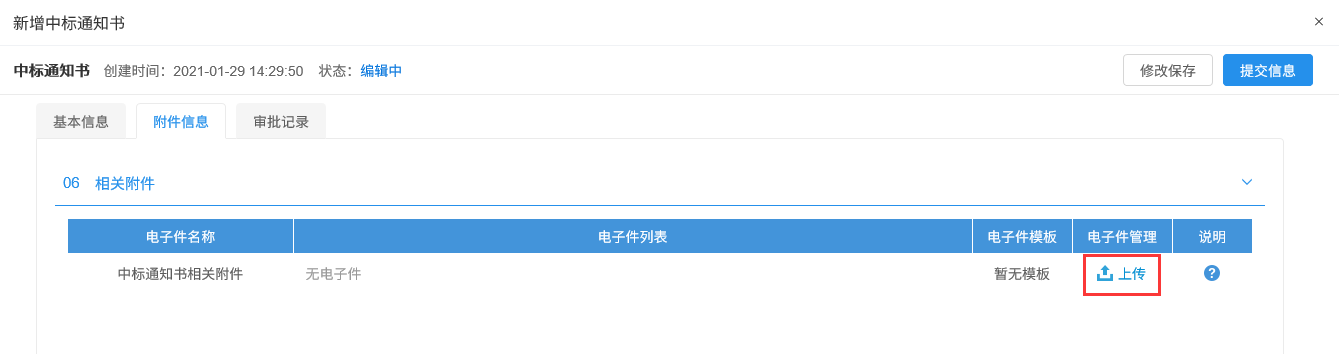 新增中标通知书 ×
中标通知书 创建时间：2021-01-29 14:29:50 状态：编辑中 修改保存 提交信息
基本信息 附件信息 审批记录
06 相关附件
电子件名称 电子件列表 电子件模板 电子件管理 说明
中标通知书相关附件 无电子件 暂无模板 上传 ?